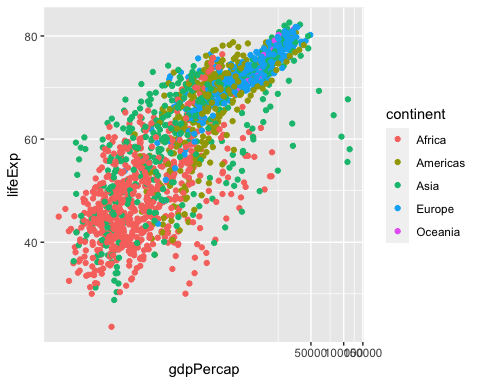 80
60
40
lifeExp
50000
100000
150000
gdpPercap
continent
Africa
Americas
Asia
Europe
Oceania